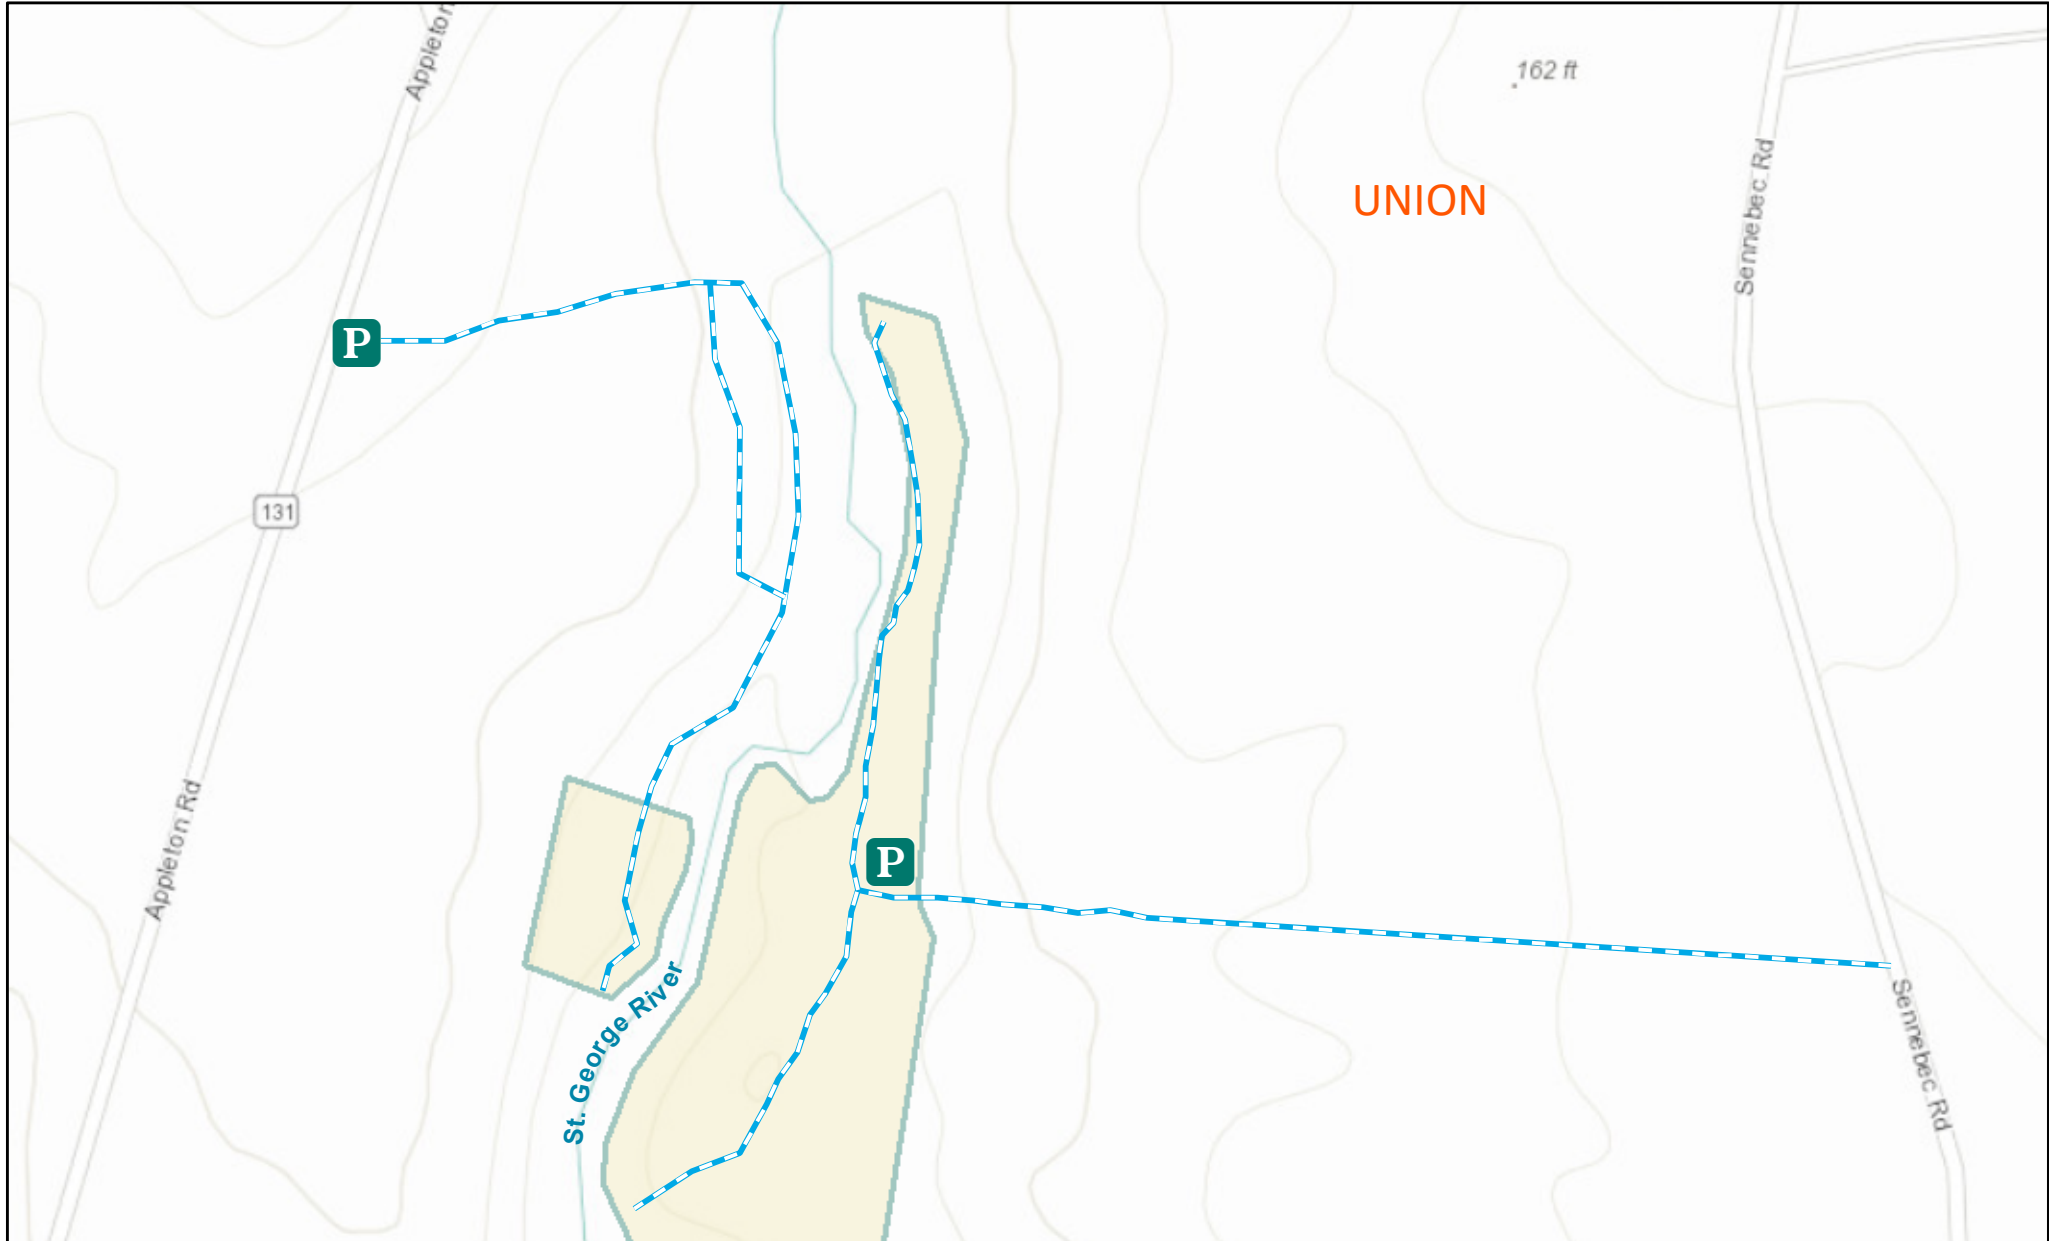 Appleton
162 ft
Sennebec Rd
UNION
P
131
Appleton Rd
P
St. George River
Sennebec Rd